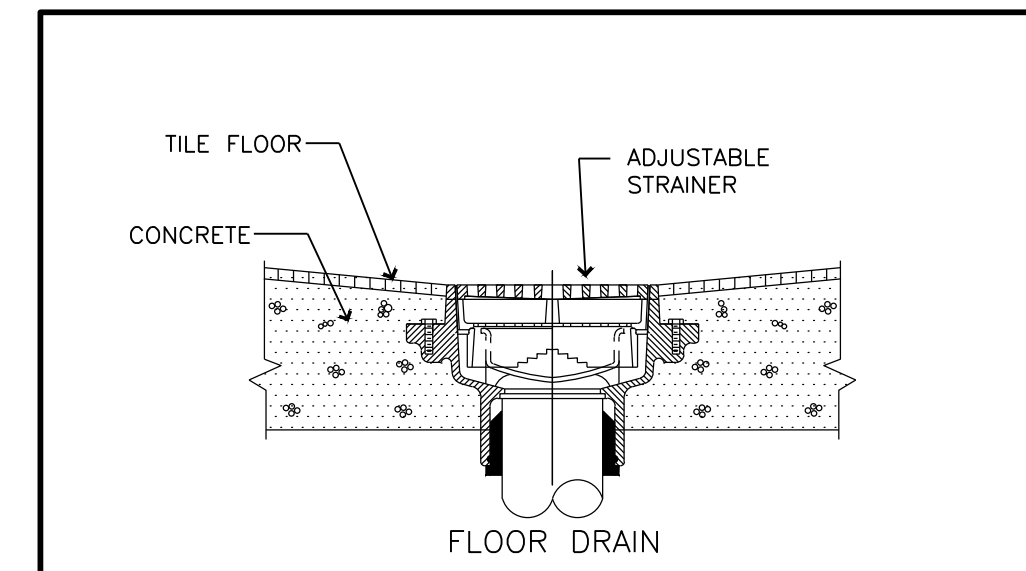 TILE FLOOR
ADJUSTABLE
STRAINER
CONCRETE
FLOOR DRAIN